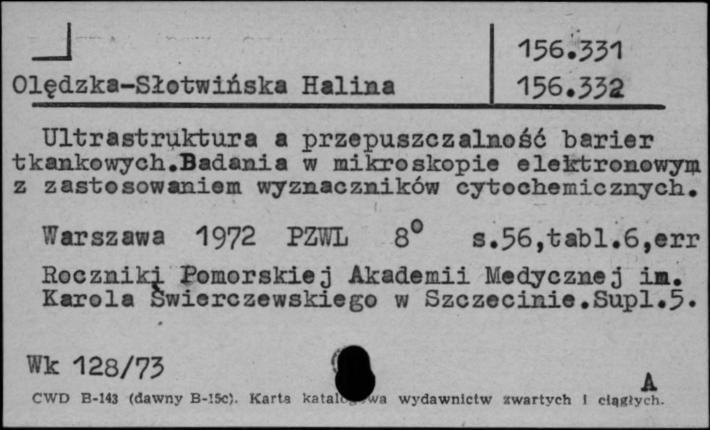 156.331
Olędzka-Słotwińska Halina 156.332
Ultrastruktura a przepuszczalność barier
tkankowych.Badania w mikroskopie elektronowym
z zastosowaniem wyznaczników cytochemicznych.
Warszawa 1972 PZWL 8° s.56,tabl.6,err
Roczniki Pomorskiej Akademii Medycznej im.
Karola Świerczewskiego w Szczecinie.Supl.5.
Wk 128/73
A
CWD B-143 (dawny B-15c). Karta wydawnictw zwartych i ciągłych.